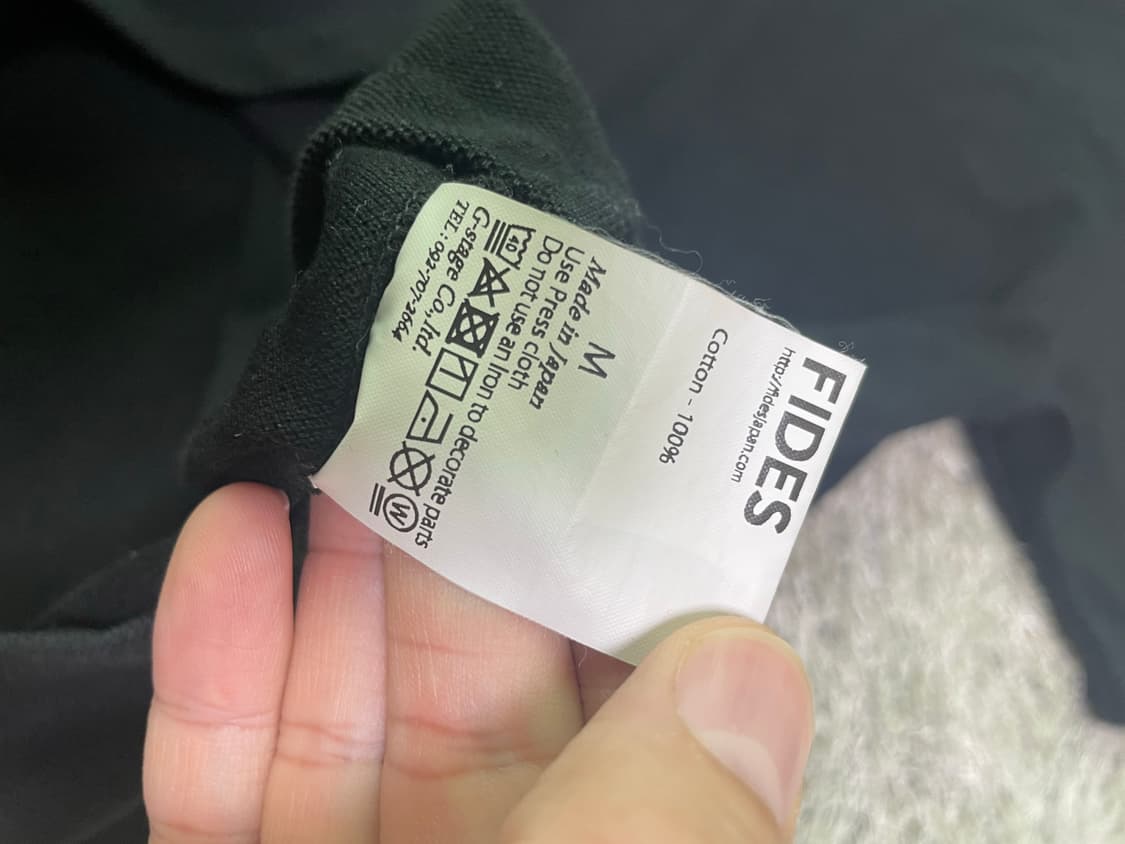 FIDES
http://fidesjapan.com
Cotton - 100%
M
Made in Japan
Use Press cloth
Do not use an Iron to decorate parts
40
W
G-stage Co., ltd.
TEL : 092-707-2664